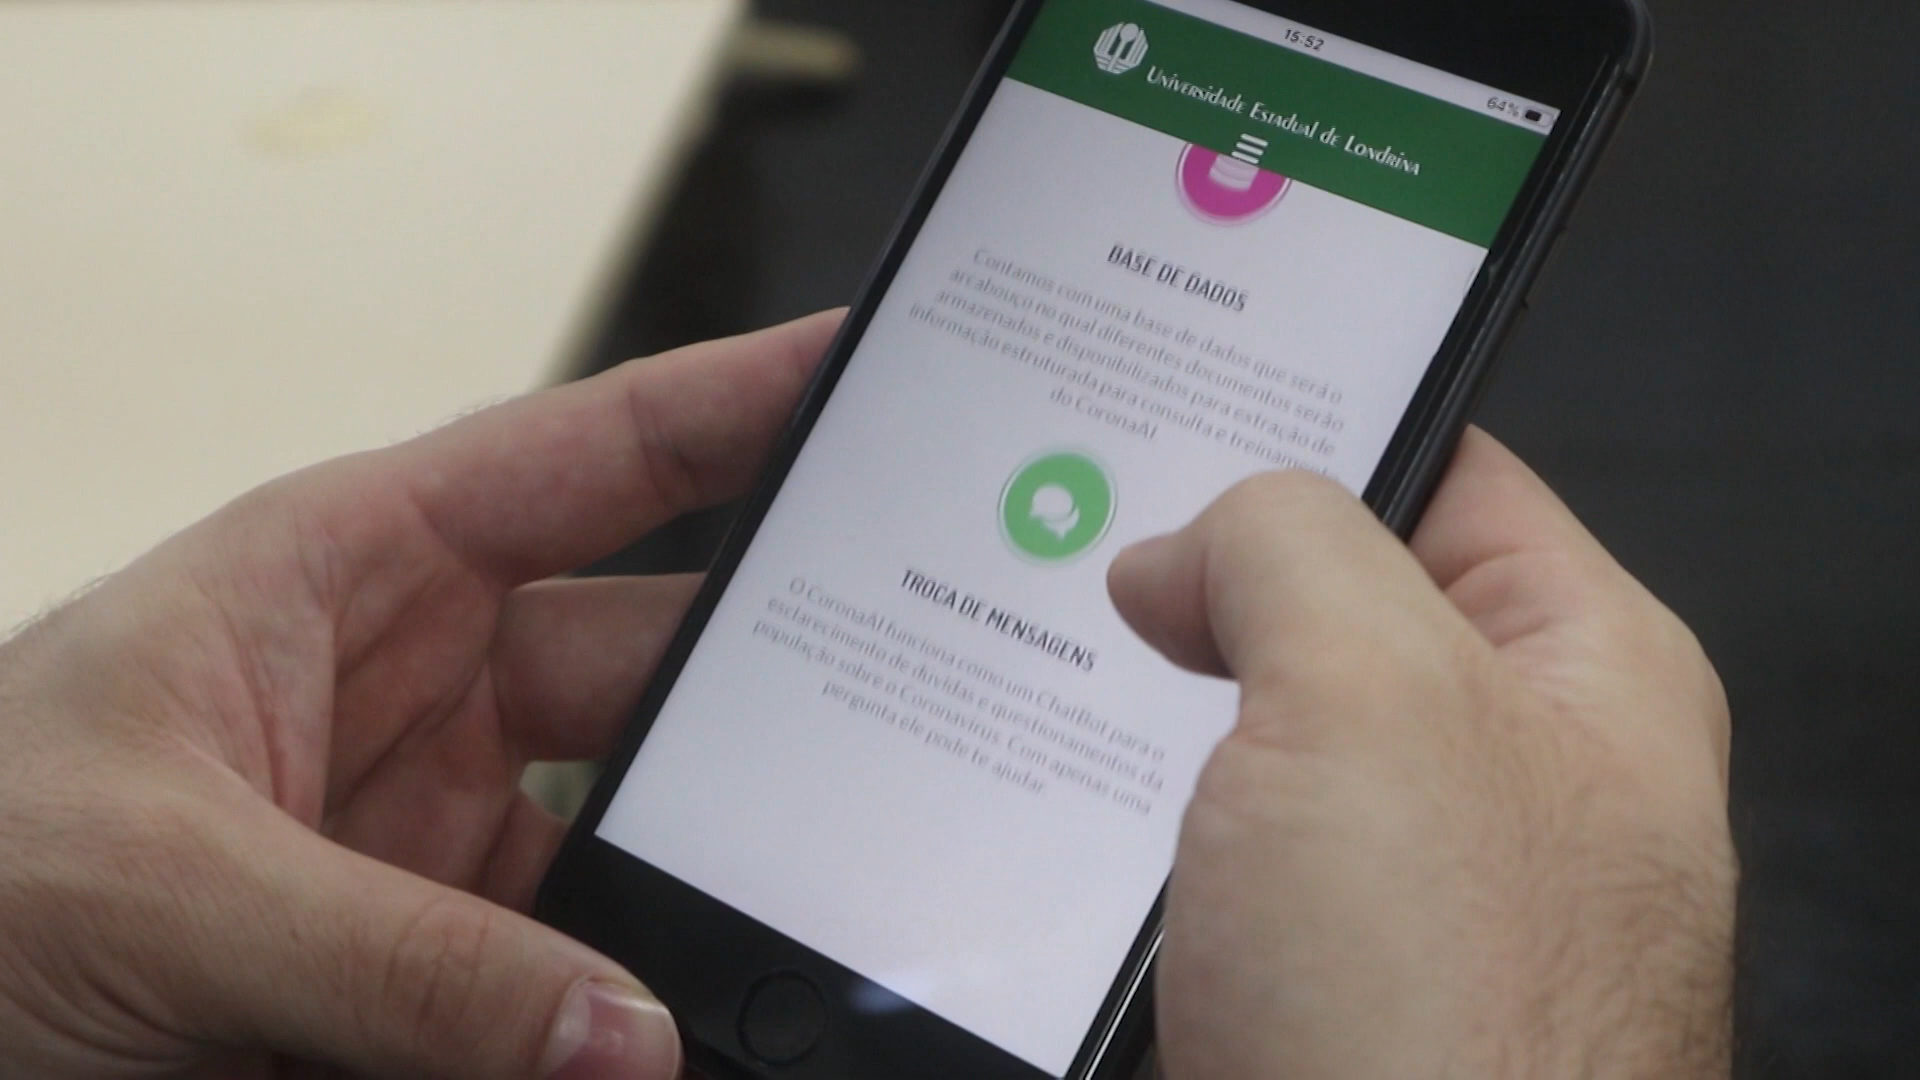 15:52
64%
Universidade Estadual de Londrina
BASE DE DADOS
Contamos com uma base de dados que será o
arcabouço no qual diferentes documentos serão
armazenados e disponibilizados para extração de
informação estruturada para consulta e treinamento
do CoronaAI
TROCA DE MENSAGENS
O CoronaAI funciona como um ChatBot para o
esclarecimento de dúvidas e questionamentos da
população sobre o Coronavírus. Com apenas uma
pergunta ele pode te ajudar.